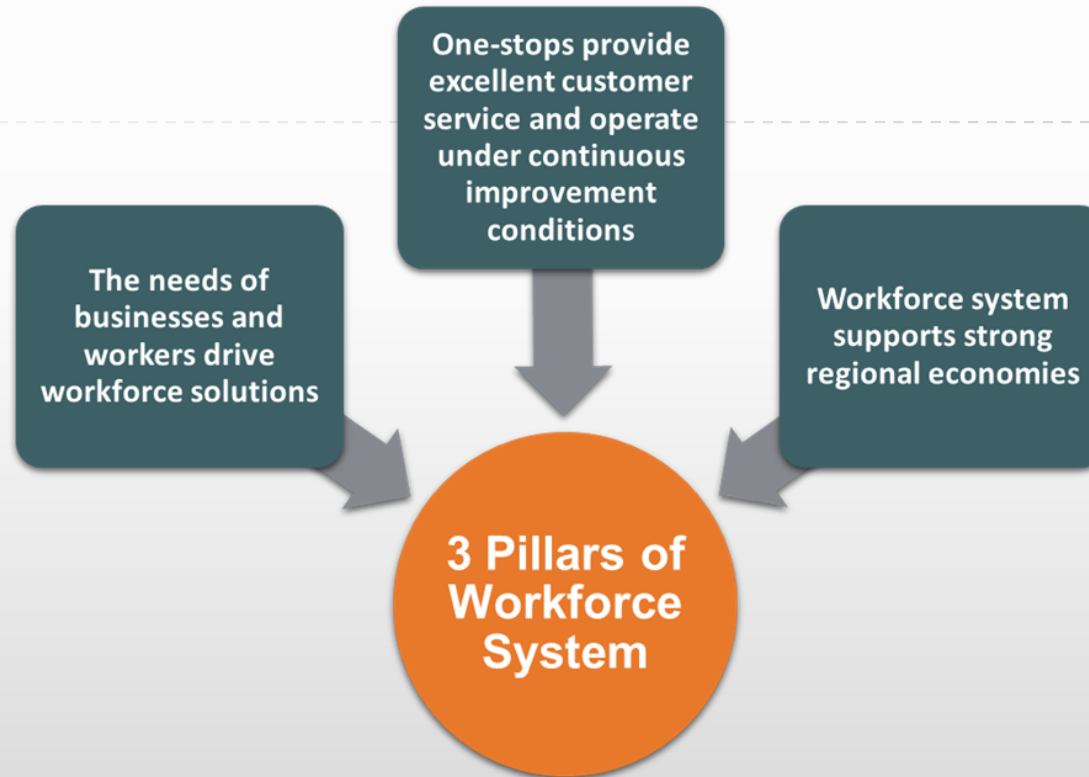 One-stops provide
excellent customer
service and operate
under continuous
improvement
conditions
The needs of
businesses and
workers drive
workforce solutions
Workforce system
supports strong
regional economies
3 Pillars of
Workforce
System